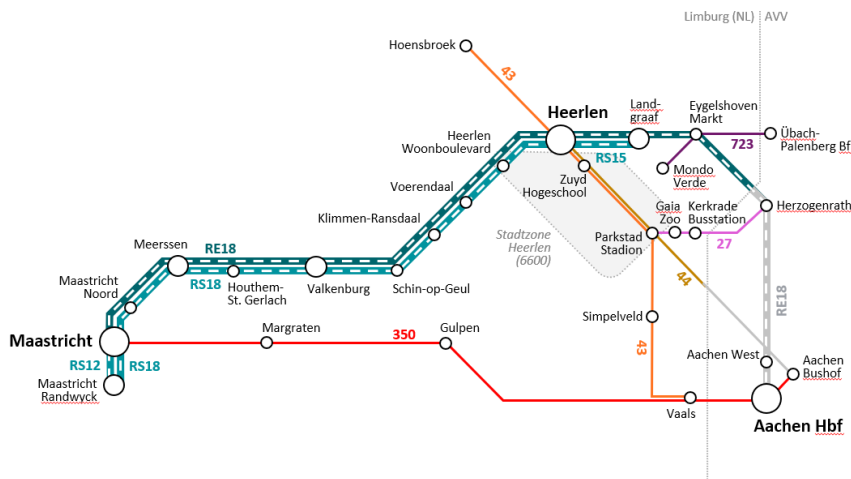 Limburg (NL)
AVV
Hoensbroek
43
Heerlen
Land-
graaf
Eygelshoven
Markt
723
Übach-
Palenberg Bf
Heerlen
Woonboulevard
RS15
Mondo
Verde
Zuyd
Hogeschool
Voerendaal
Gaia
Zoo
Kerkrade
Busstation
Herzogenrath
Klimmen-Ransdaal
Stadtzone
Heerlen
(6600)
Parkstad
Stadion
27
Meerssen
RE18
RS18
Houthem-
St. Gerlach
Valkenburg
Schin-op-Geul
44
Maastricht
Noord
RE18
Simpelveld
Margraten
350
Gulpen
Maastricht
43
RS12
RS18
Aachen West
Aachen
Bushof
Maastricht
Randwyck
Vaals
Aachen Hbf